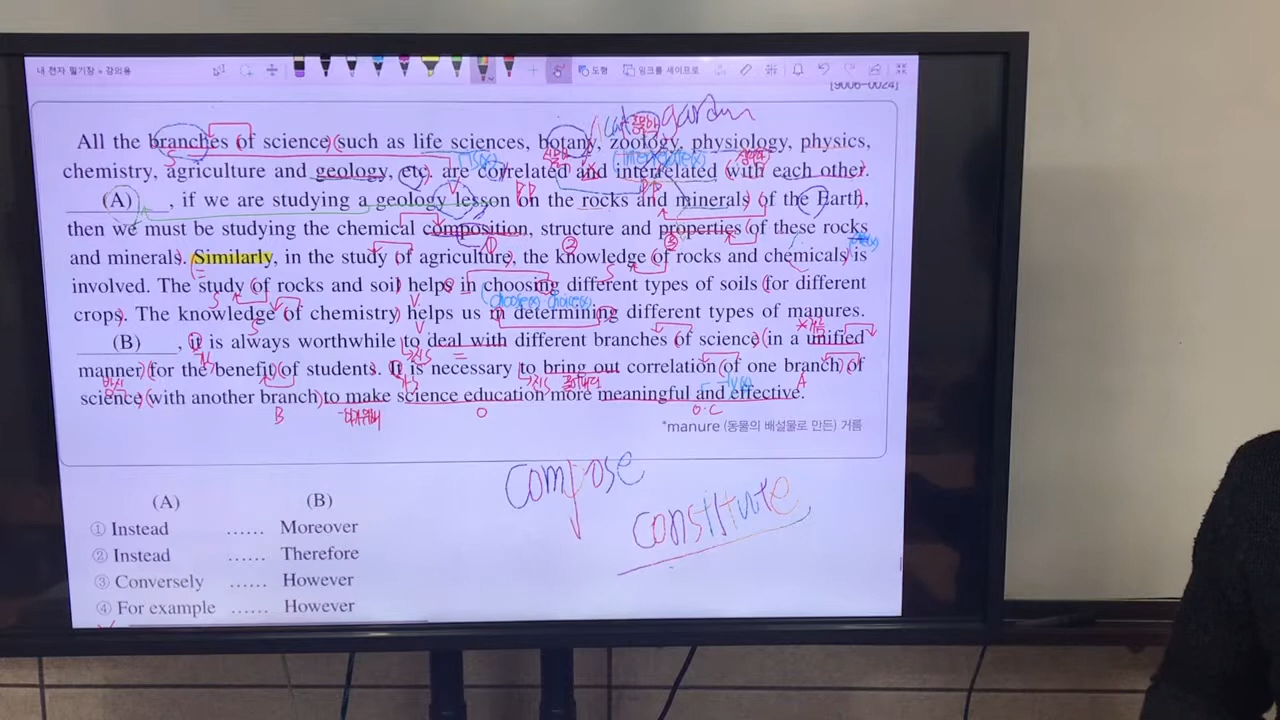 내 전자 필기장 » 강의용
도형
잉크를 셰이프로
[9006-0024]
garden
All the branches of science(such as life sciences, botany, zoology, physiology, physics,
chemistry, agriculture and geology, etc) are correlated and interrelated (with each other).
(A) , if we are studying a geology lesson on the rocks and minerals) of the Earth,
then we must be studying the chemical composition, structure and properties of these rocks
① ② ③
and minerals. Similarly, in the study of agriculture, the knowledge of rocks and chemicals is
involved. The study of rocks and soil helps in choosing different types of soils for different
crops. The knowledge of chemistry helps us in determining different types of manures.
(B) , it is always worthwhile to deal with different branches of science (in a unified
manner) for the benefit of students. It is necessary to bring out correlation of one branch of
science (with another branch) to make science education more meaningful and effective.
B
O
O.C
*manure (동물의 배설물로 만든) 거름
compose
constitute
(A) (B)
① Instead ...... Moreover
② Instead ...... Therefore
③ Conversely ...... However
④ For example ...... However